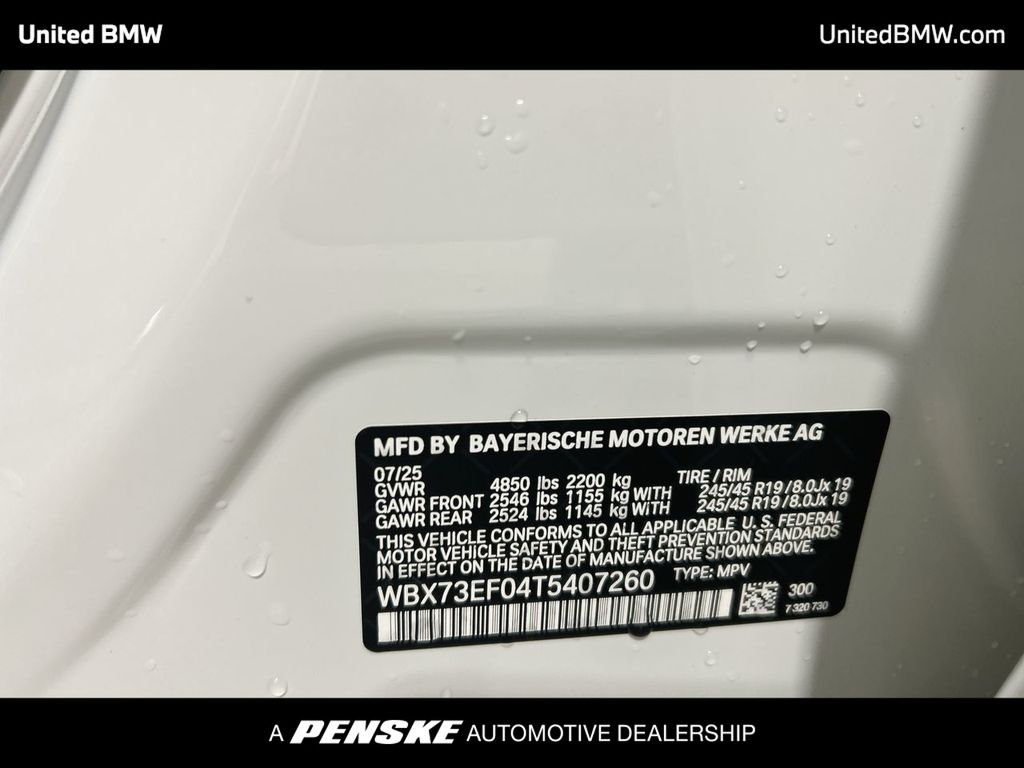 United BMW
UnitedBMW.com
MFD BY BAYERISCHE MOTOREN WERKE AG
07/25
GVWR 4850 lbs 2200 kg TIRE / RIM
GAWR FRONT 2546 lbs 1155 kg WITH 245/45 R19 / 8.0Jx 19
GAWR REAR 2524 lbs 1145 kg WITH 245/45 R19 / 8.0Jx 19
THIS VEHICLE CONFORMS TO ALL APPLICABLE U. S. FEDERAL
MOTOR VEHICLE SAFETY AND THEFT PREVENTION STANDARDS
IN EFFECT ON THE DATE OF MANUFACTURE SHOWN ABOVE.
WBX73EF04T5407260 TYPE: MPV
300
7 320 730
A PENSKE AUTOMOTIVE DEALERSHIP